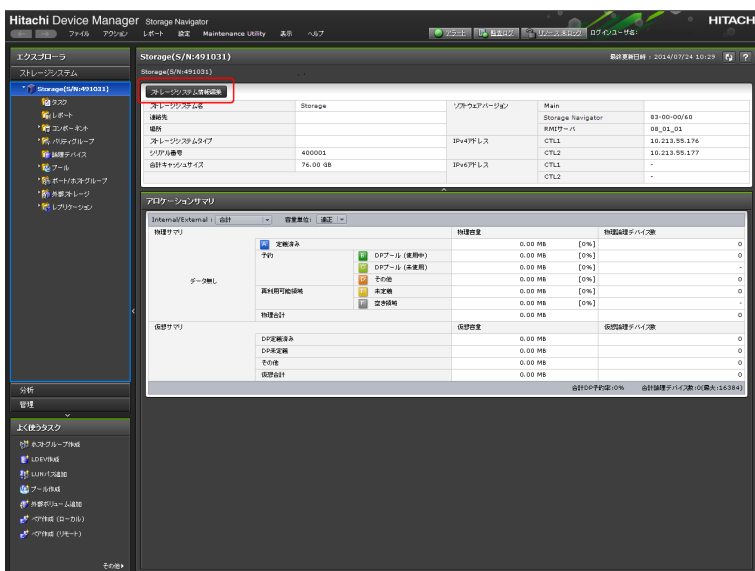 Hitachi Device Manager Storage Navigator
HITACHI
ファイル アクション レポート 設定 Maintenance Utility 表示 ヘルプ
アラート 監査ログ リソース未ロック ログインユーザ名:
エクスプローラ
ストレージシステム
Storage(S/N:491031)
タスク
レポート
コンポーネント
パリティグループ
論理デバイス
プール
ポート/ホストグループ
外部ストレージ
レプリケーション
分析
管理
よく使うタスク
ホストグループ作成
LDEV作成
LUNパス追加
プール作成
外部ボリューム追加
ペア作成 (ローカル)
ペア作成 (リモート)
その他
Storage(S/N:491031)
最終更新日時 : 2014/07/24 10:29
Storage(S/N:491031)
ストレージシステム情報編集
ストレージシステム名 Storage ソフトウェアバージョン Main
連絡先 Storage Navigator 83-00-00/60
場所 RMIサーバ 08_01_01
ストレージシステムタイプ IPv4アドレス CTL1 10.213.55.176
シリアル番号 400001 CTL2 10.213.55.177
合計キャッシュサイズ 76.00 GB IPv6アドレス CTL1 -
CTL2 -
アロケーションサマリ
Internal/External : 合計 容量単位: 適正
物理サマリ 物理容量 物理論理デバイス数
データ無し
定義済み 0.00 MB [0%] 0
予約 DPプール (使用中) 0.00 MB [0%] 0
DPプール (未使用) 0.00 MB [0%] -
その他 0.00 MB [0%] 0
再利用可能領域 未定義 0.00 MB [0%] 0
空き領域 0.00 MB [0%] -
物理合計 0.00 MB 0
仮想サマリ 仮想容量 仮想論理デバイス数
DP定義済み 0.00 MB 0
DP未定義 0.00 MB 0
その他 0.00 MB 0
仮想合計 0.00 MB 0
合計DP予約率:0% 合計論理デバイス数:0(最大:16384)